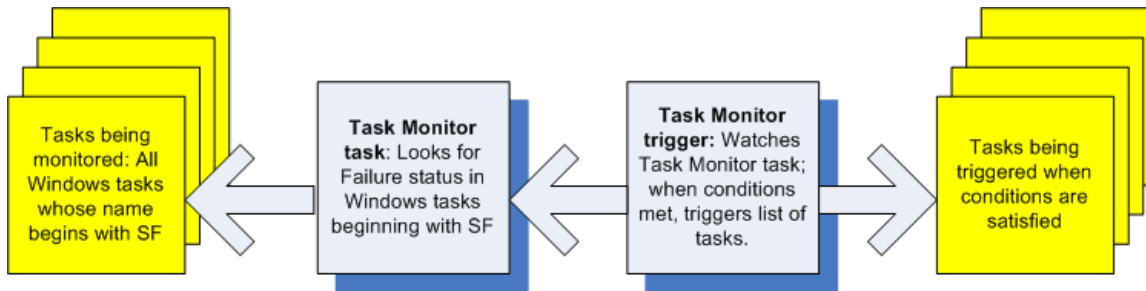 Tasks being
monitored: All
Windows tasks
whose name
begins with SF
Task Monitor
task: Looks for
Failure status in
Windows tasks
beginning with SF
Task Monitor
trigger: Watches
Task Monitor task;
when conditions
met, triggers list of
tasks.
Tasks being
triggered when
conditions are
satisfied